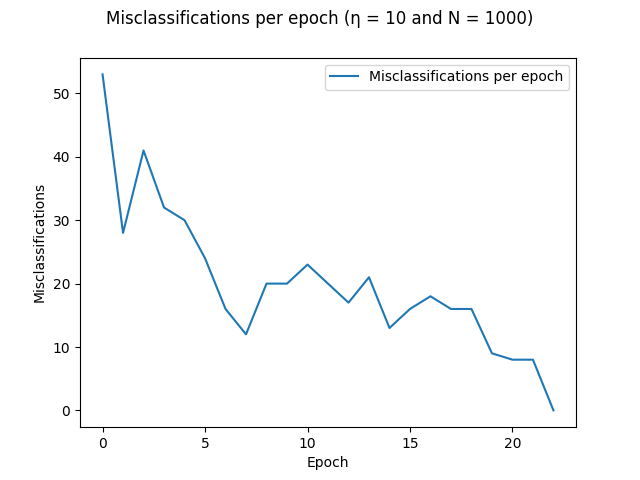 Misclassifications per epoch (η = 10 and N = 1000)
Misclassifications per epoch
50
40
30
20
10
0
Misclassifications
0 5 10 15 20
Epoch